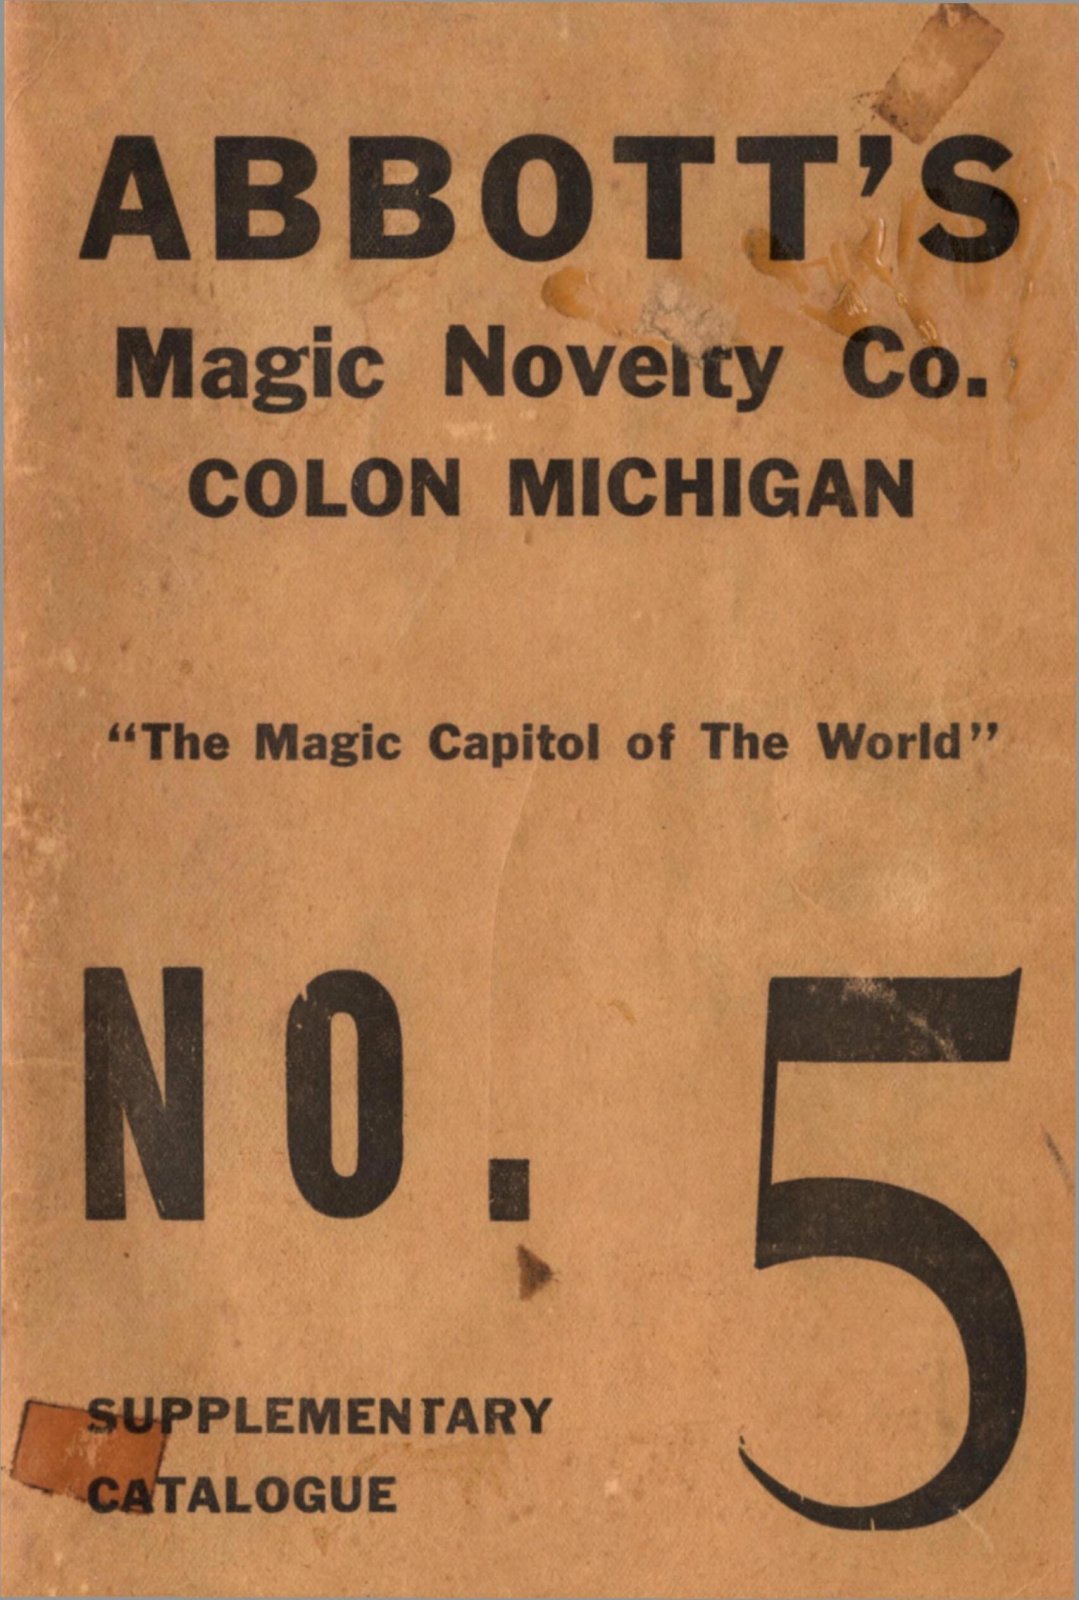 ABBOTT'S
Magic Novelty Co.
COLON MICHIGAN
“The Magic Capitol of The World”
NO. 5
SUPPLEMENTARY
CATALOGUE